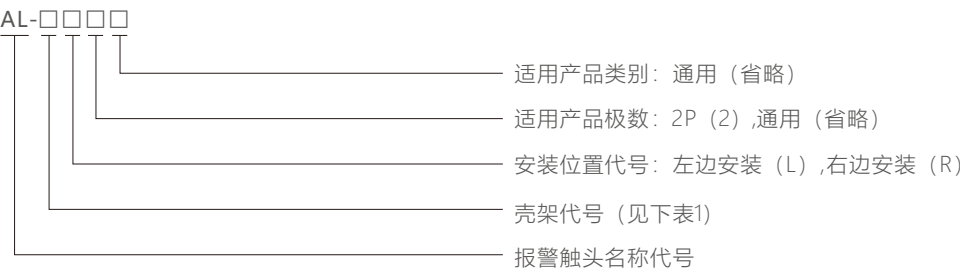 AL-□□□□
适用产品类别：通用（省略）
适用产品极数：2P（2）,通用（省略）
安装位置代号：左边安装（L）,右边安装（R）
壳架代号（见下表1)
报警触头名称代号